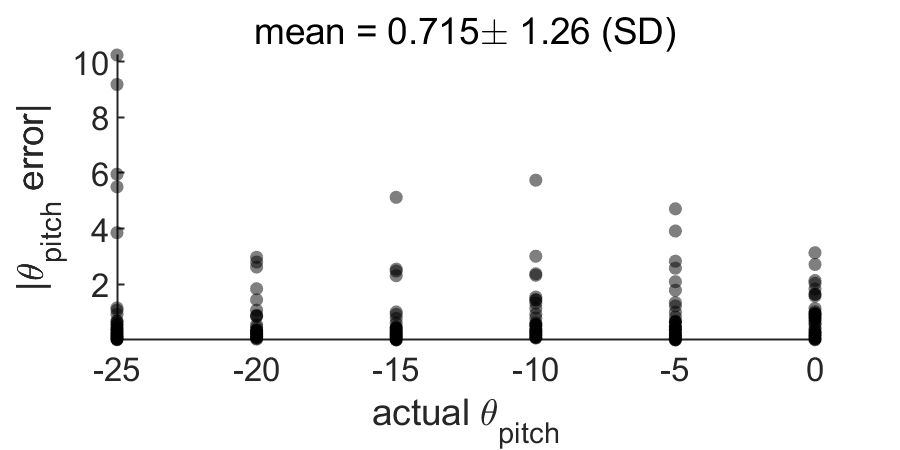 mean = 0.715± 1.26 (SD)
|θpitch error|
10
8
6
4
2
-25 -20 -15 -10 -5 0
actual θpitch